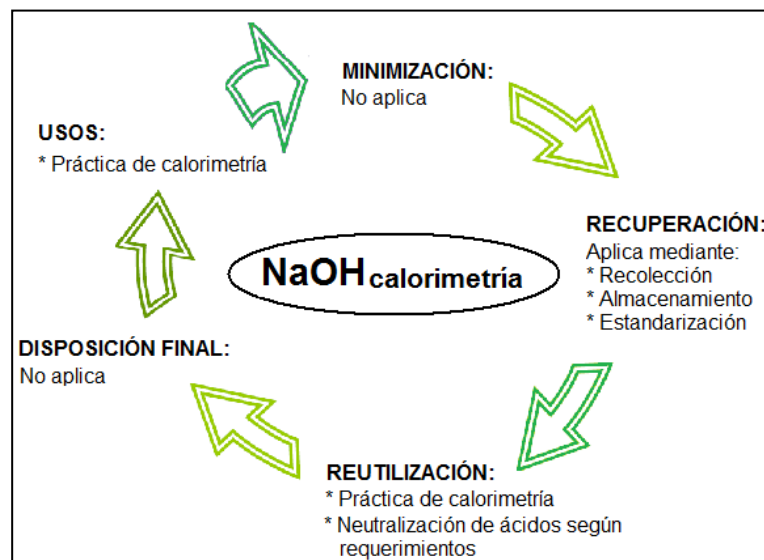 MINIMIZACIÓN:
No aplica
USOS:
* Práctica de calorimetría
RECUPERACIÓN:
Aplica mediante:
* Recolección
* Almacenamiento
* Estandarización
NaOH calorimetría
DISPOSICIÓN FINAL:
No aplica
REUTILIZACIÓN:
* Práctica de calorimetría
* Neutralización de ácidos según
requerimientos